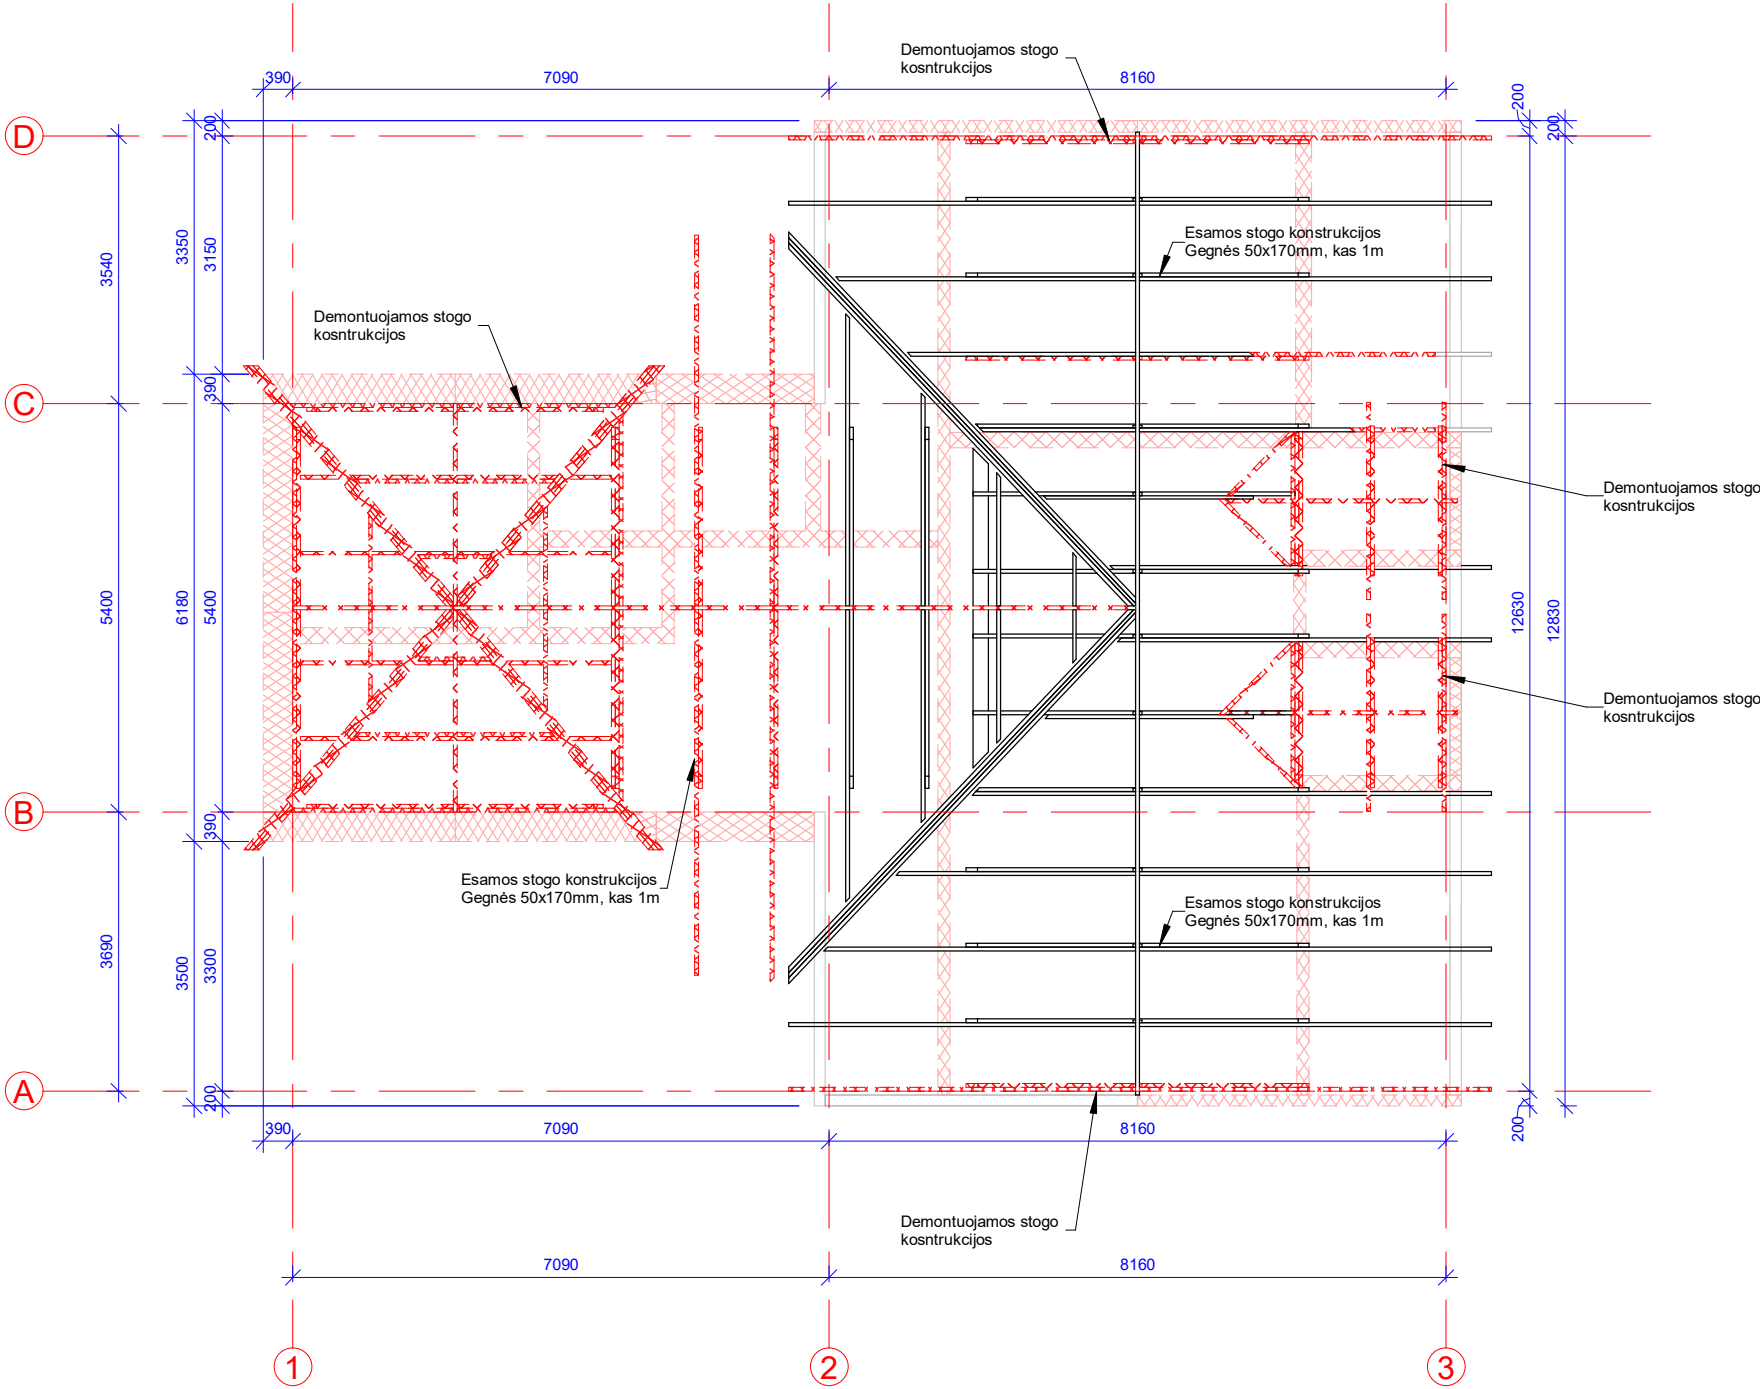 Demontuojamos stogo
kosntrukcijos
390
7090
8160
200
D
200
200
3540
3350
3150
Esamos stogo konstrukcijos
Gegnės 50x170mm, kas 1m
Demontuojamos stogo
kosntrukcijos
C
390
Demontuojamos stogo
kosntrukcijos
5400
6180
5400
12630
12830
Demontuojamos stogo
kosntrukcijos
B
390
Esamos stogo konstrukcijos
Gegnės 50x170mm, kas 1m
Esamos stogo konstrukcijos
Gegnės 50x170mm, kas 1m
3690
3500
3300
A
200
200
390
7090
8160
Demontuojamos stogo
kosntrukcijos
7090
8160
1
2
3